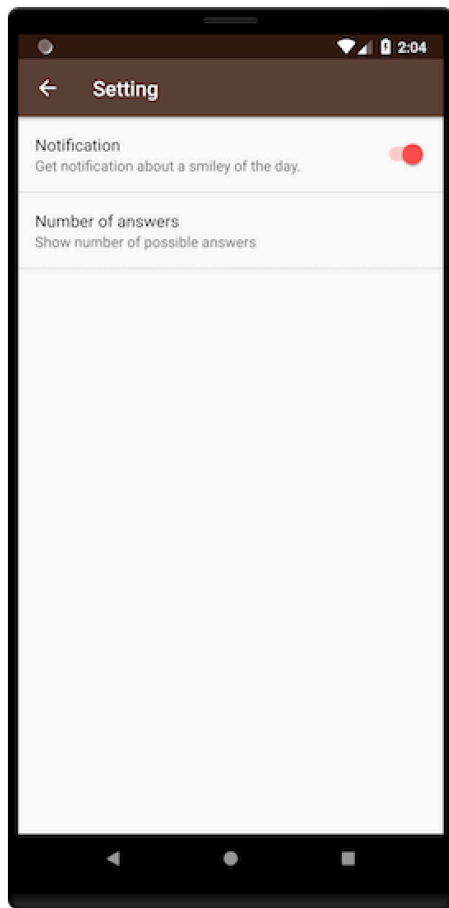 2:04
Setting
Notification
Get notification about a smiley of the day.
Number of answers
Show number of possible answers